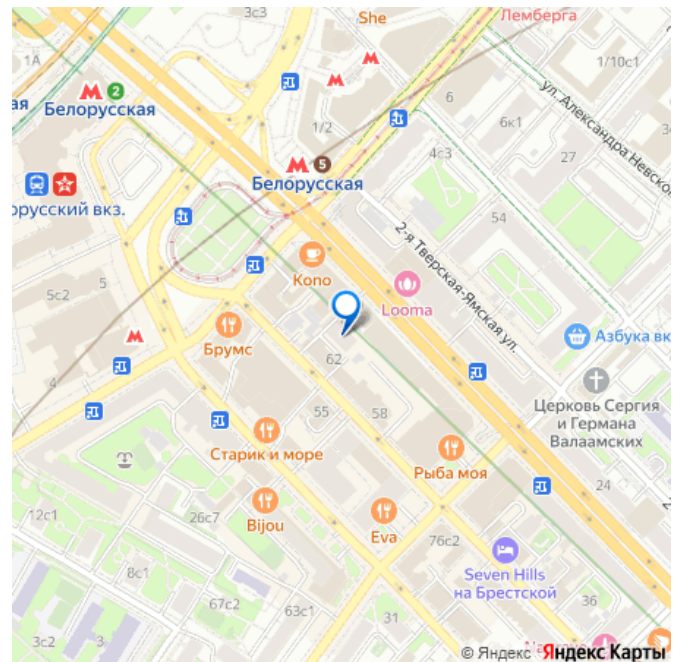 3с2
3с3
She
Лемберга
1А
1/10с1
2
Белорусская
6
ул. Александра Невского
1/2
6к1
5
4с3
27
Белорусская
орусский вкз.
54
2-я Тверская-Ямская ул.
5с2
5
Kono
Looma
Брумс
62
Азбука вк
Церковь Сергия
и Германа
Валаамских
55
58
Старик и море
Рыба моя
24
12с1
26с7
Bijou
Eva
76с2
8с1
Seven Hills
на Брестской
67с2
63с1
31
36
3с2
3
© Яндекс Яндекс Карты